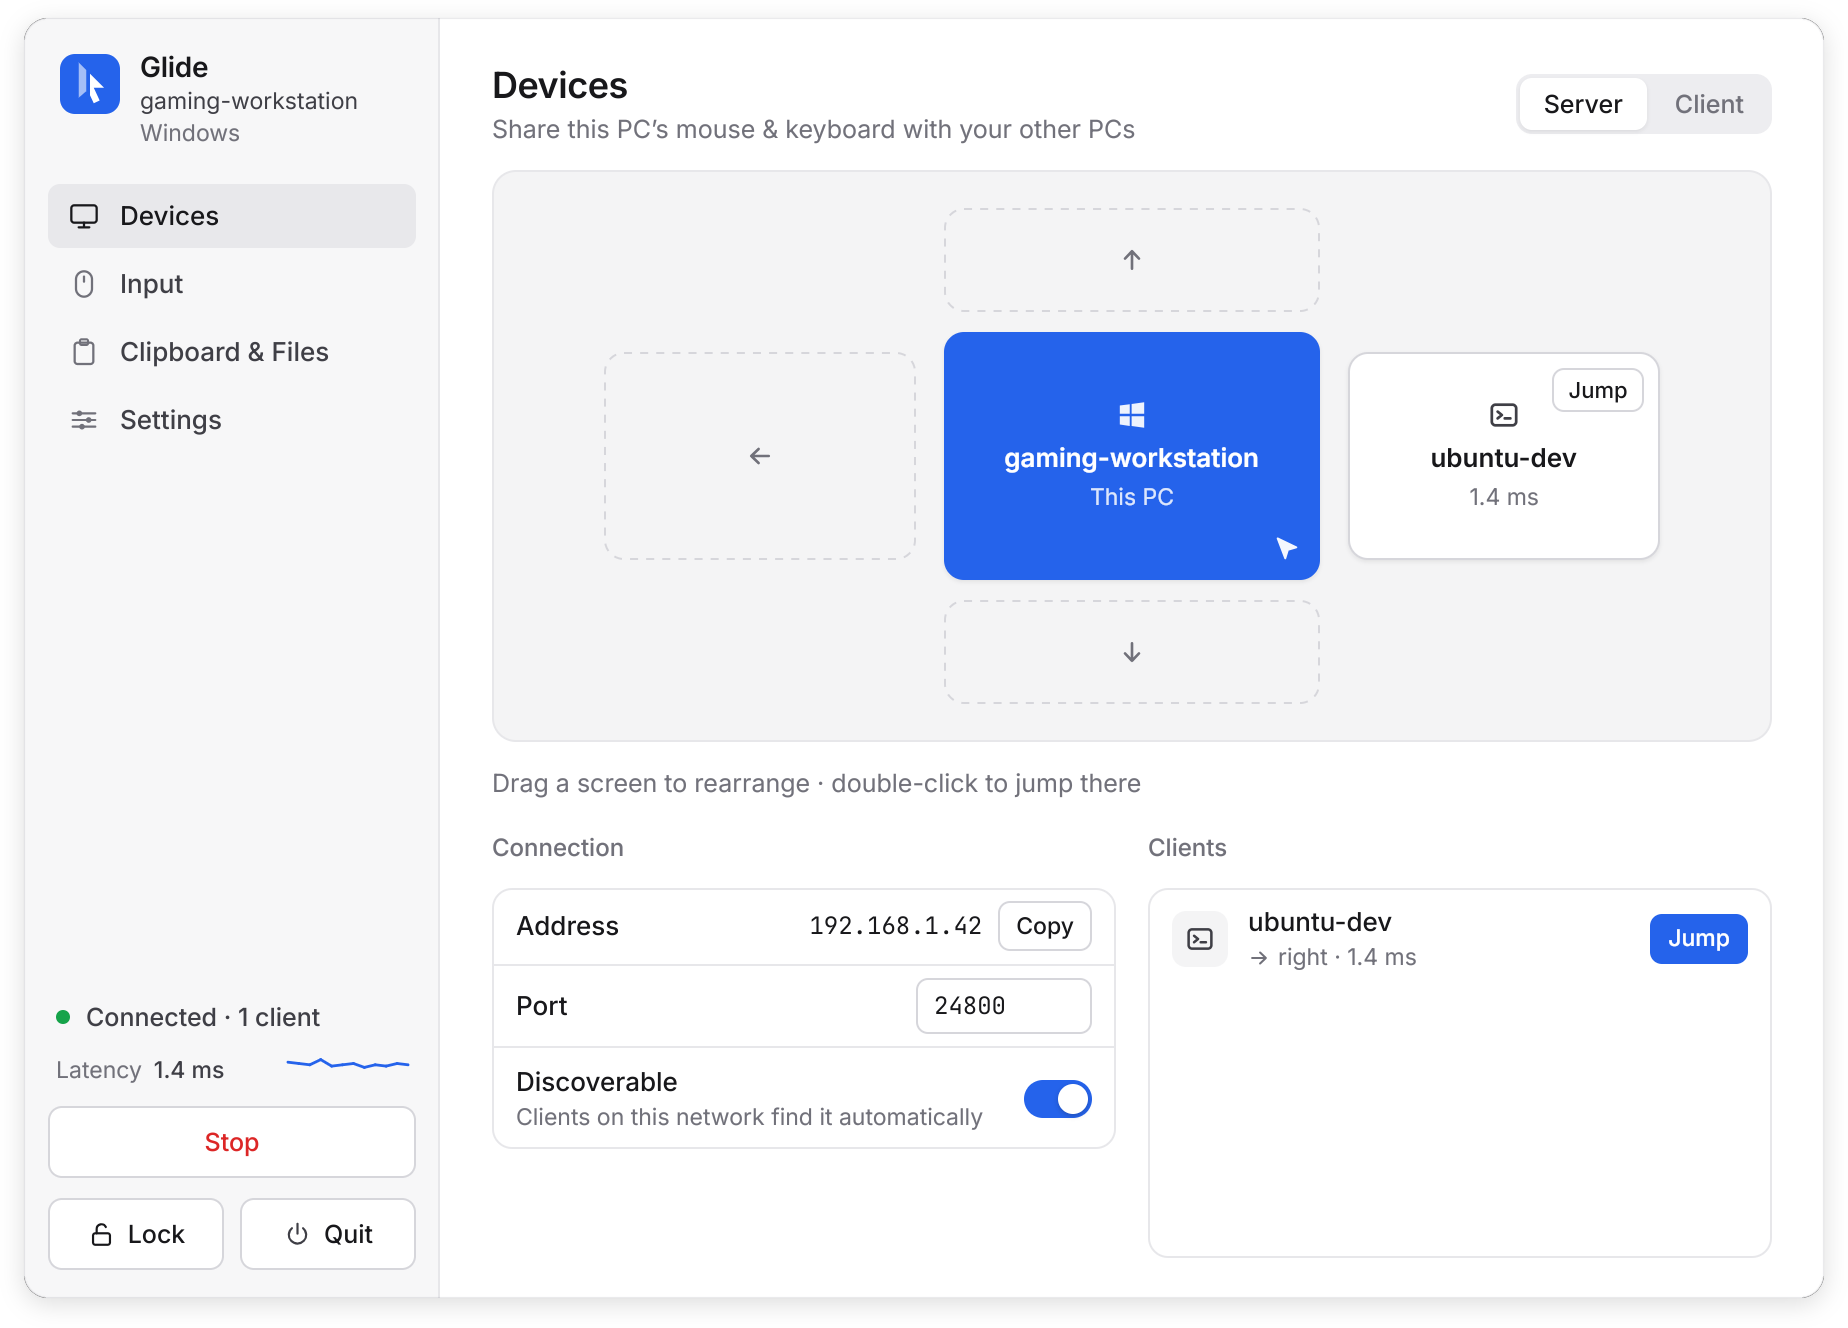 Glide
gaming-workstation
Windows
Devices
Input
Clipboard & Files
Settings
Connected · 1 client
Latency 1.4 ms
Stop
Lock
Quit
Devices
Share this PC’s mouse & keyboard with your other PCs
Server
Client
gaming-workstation
This PC
Jump
ubuntu-dev
1.4 ms
Drag a screen to rearrange · double-click to jump there
Connection
Address 192.168.1.42 Copy
Port 24800
Discoverable
Clients on this network find it automatically
Clients
ubuntu-dev
→ right · 1.4 ms
Jump